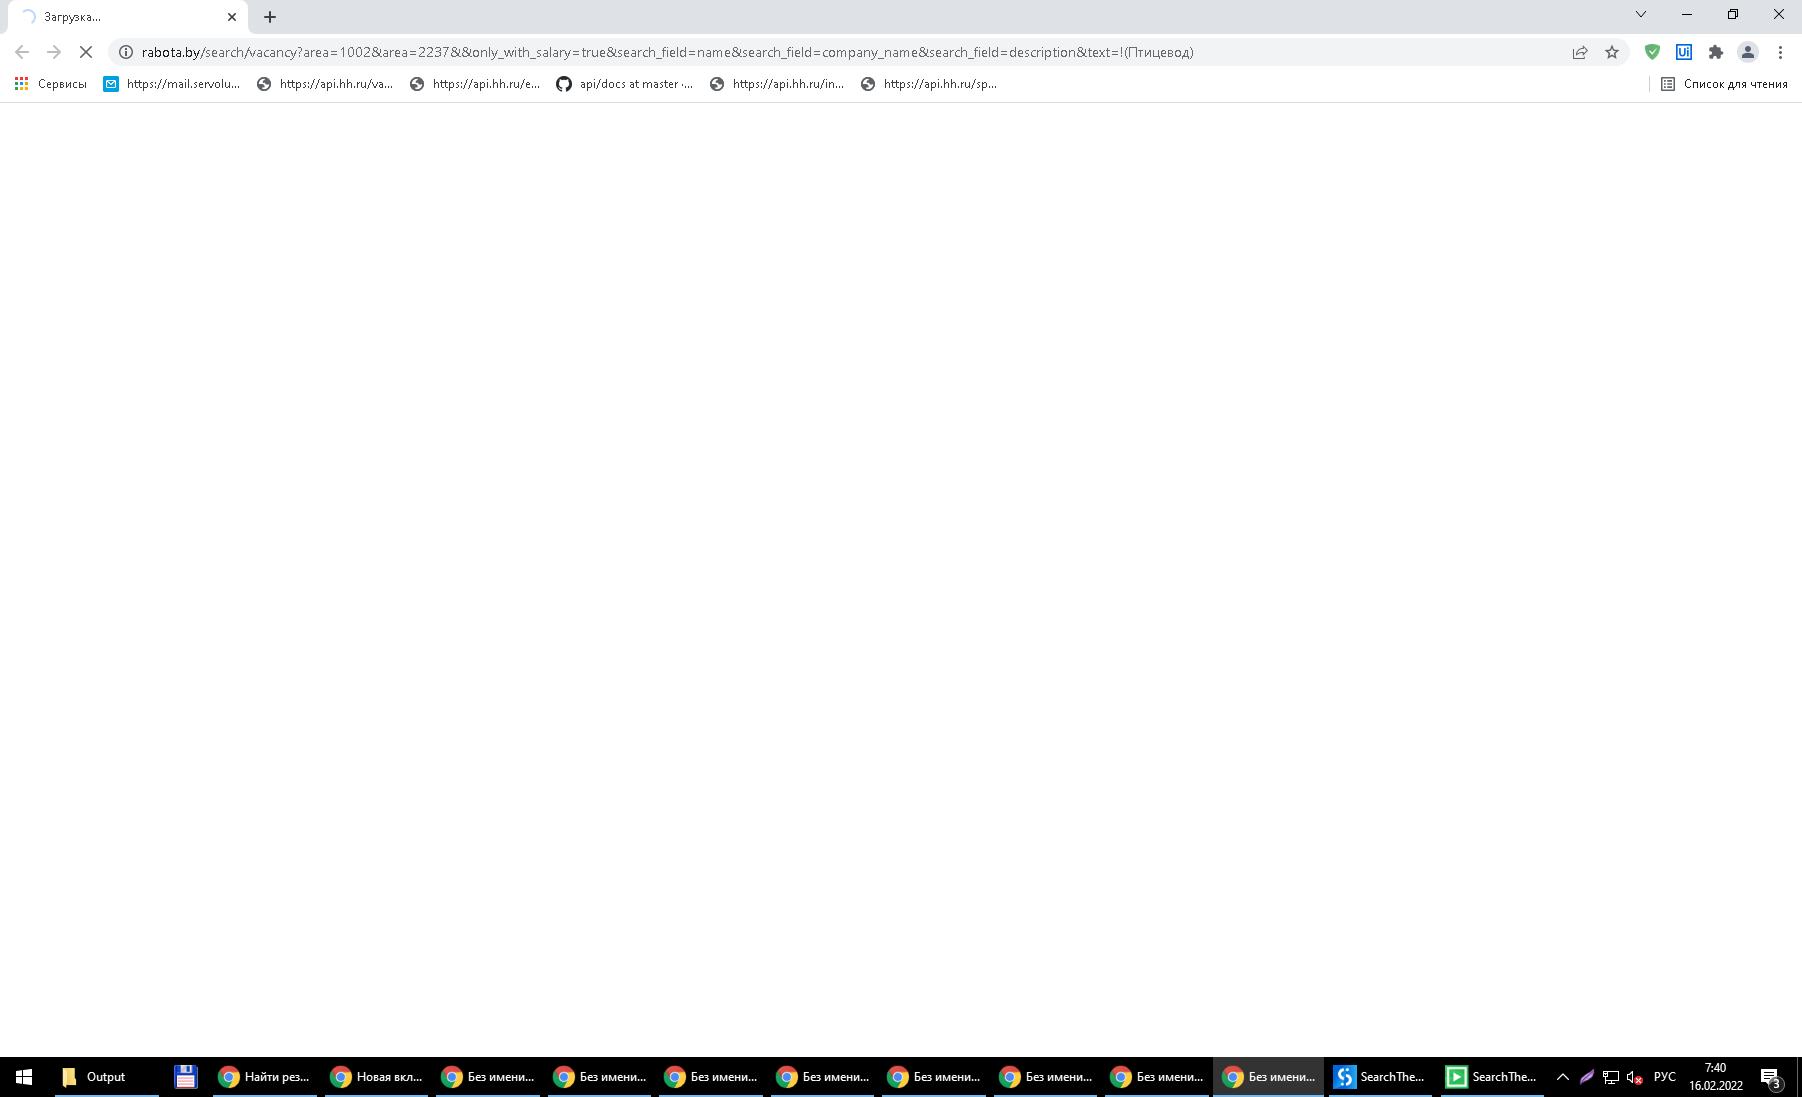 Загрузка...
rabota.by/search/vacancy?area=1002&area=2237&&only_with_salary=true&search_field=name&search_field=company_name&search_field=description&text=!(Птицевод)
Сервисы https://mail.servolu... https://api.hh.ru/va... https://api.hh.ru/e... api/docs at master ·... https://api.hh.ru/in... https://api.hh.ru/sp... Список для чтения
Output Найти рез... Новая вкл... Без имени... Без имени... Без имени... Без имени... Без имени... Без имени... Без имени... Без имени... SearchThe... SearchThe... РУС 7:40
16.02.2022 3